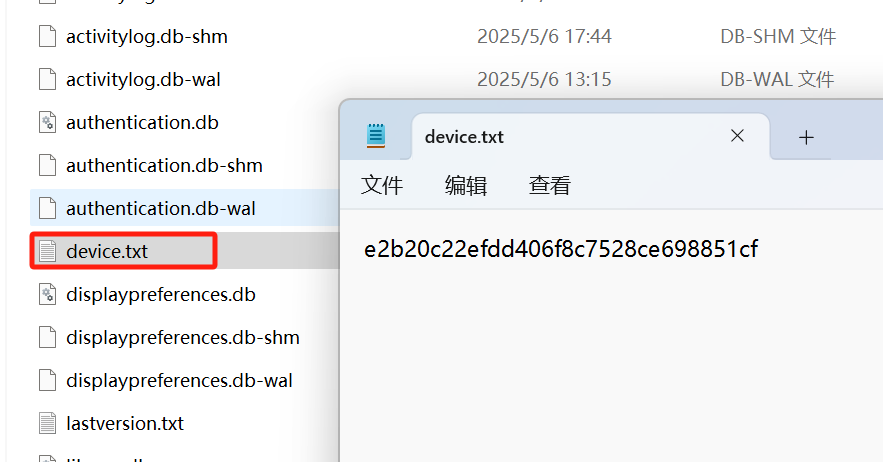 activitylog.db-shm 2025/5/6 17:44 DB-SHM 文件
activitylog.db-wal 2025/5/6 13:15 DB-WAL 文件
authentication.db
authentication.db-shm
authentication.db-wal
device.txt
displaypreferences.db
displaypreferences.db-shm
displaypreferences.db-wal
lastversion.txt
device.txt
文件 编辑 查看
e2b20c22efdd406f8c7528ce698851cf